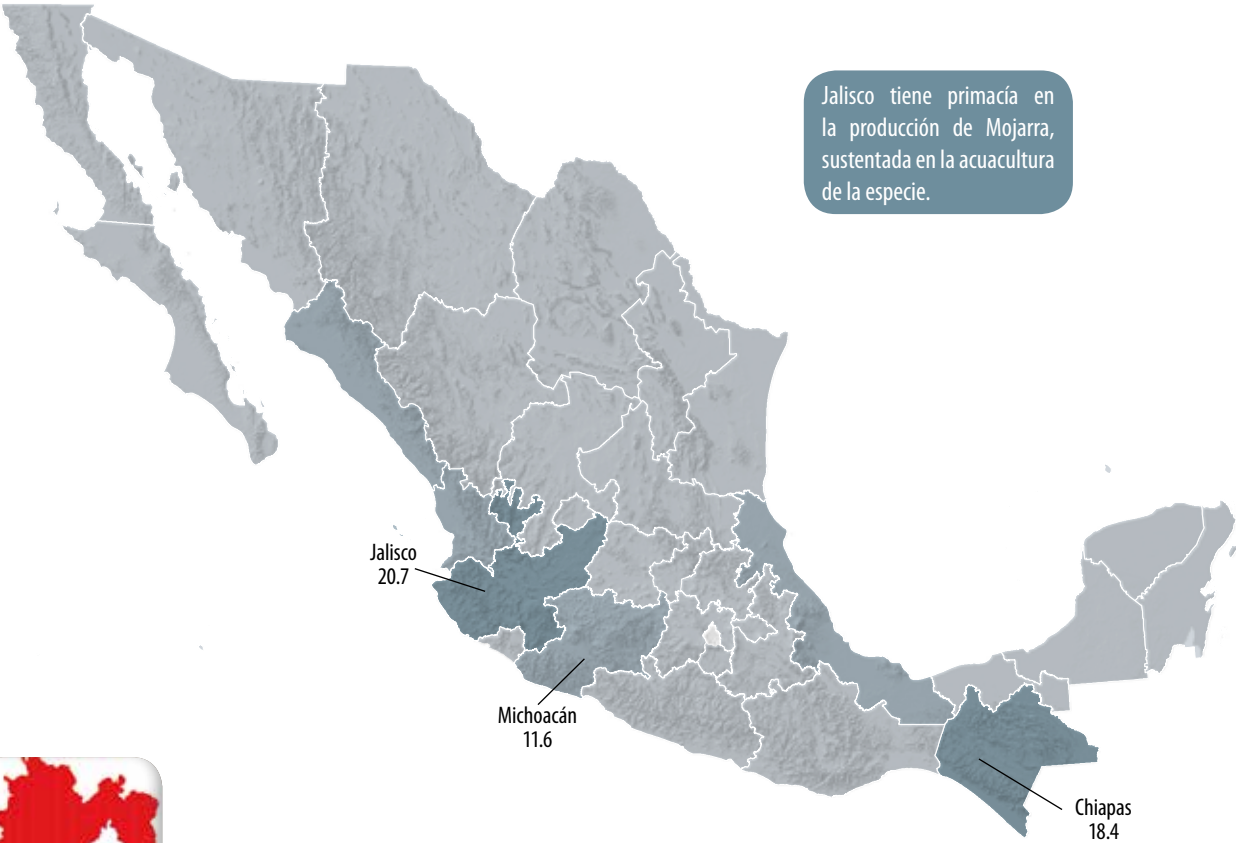 Jalisco tiene primacía en
la producción de Mojarra,
sustentada en la acuacultura
de la especie.
Jalisco
20.7
Michoacán
11.6
Chiapas
18.4